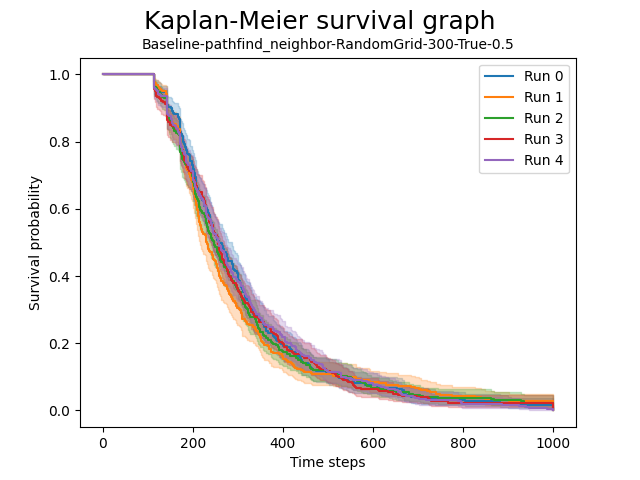 Kaplan-Meier survival graph
Baseline-pathfind_neighbor-RandomGrid-300-True-0.5
Survival probability
1.0
0.8
0.6
0.4
0.2
0.0
Run 0
Run 1
Run 2
Run 3
Run 4
0 200 400 600 800 1000
Time steps